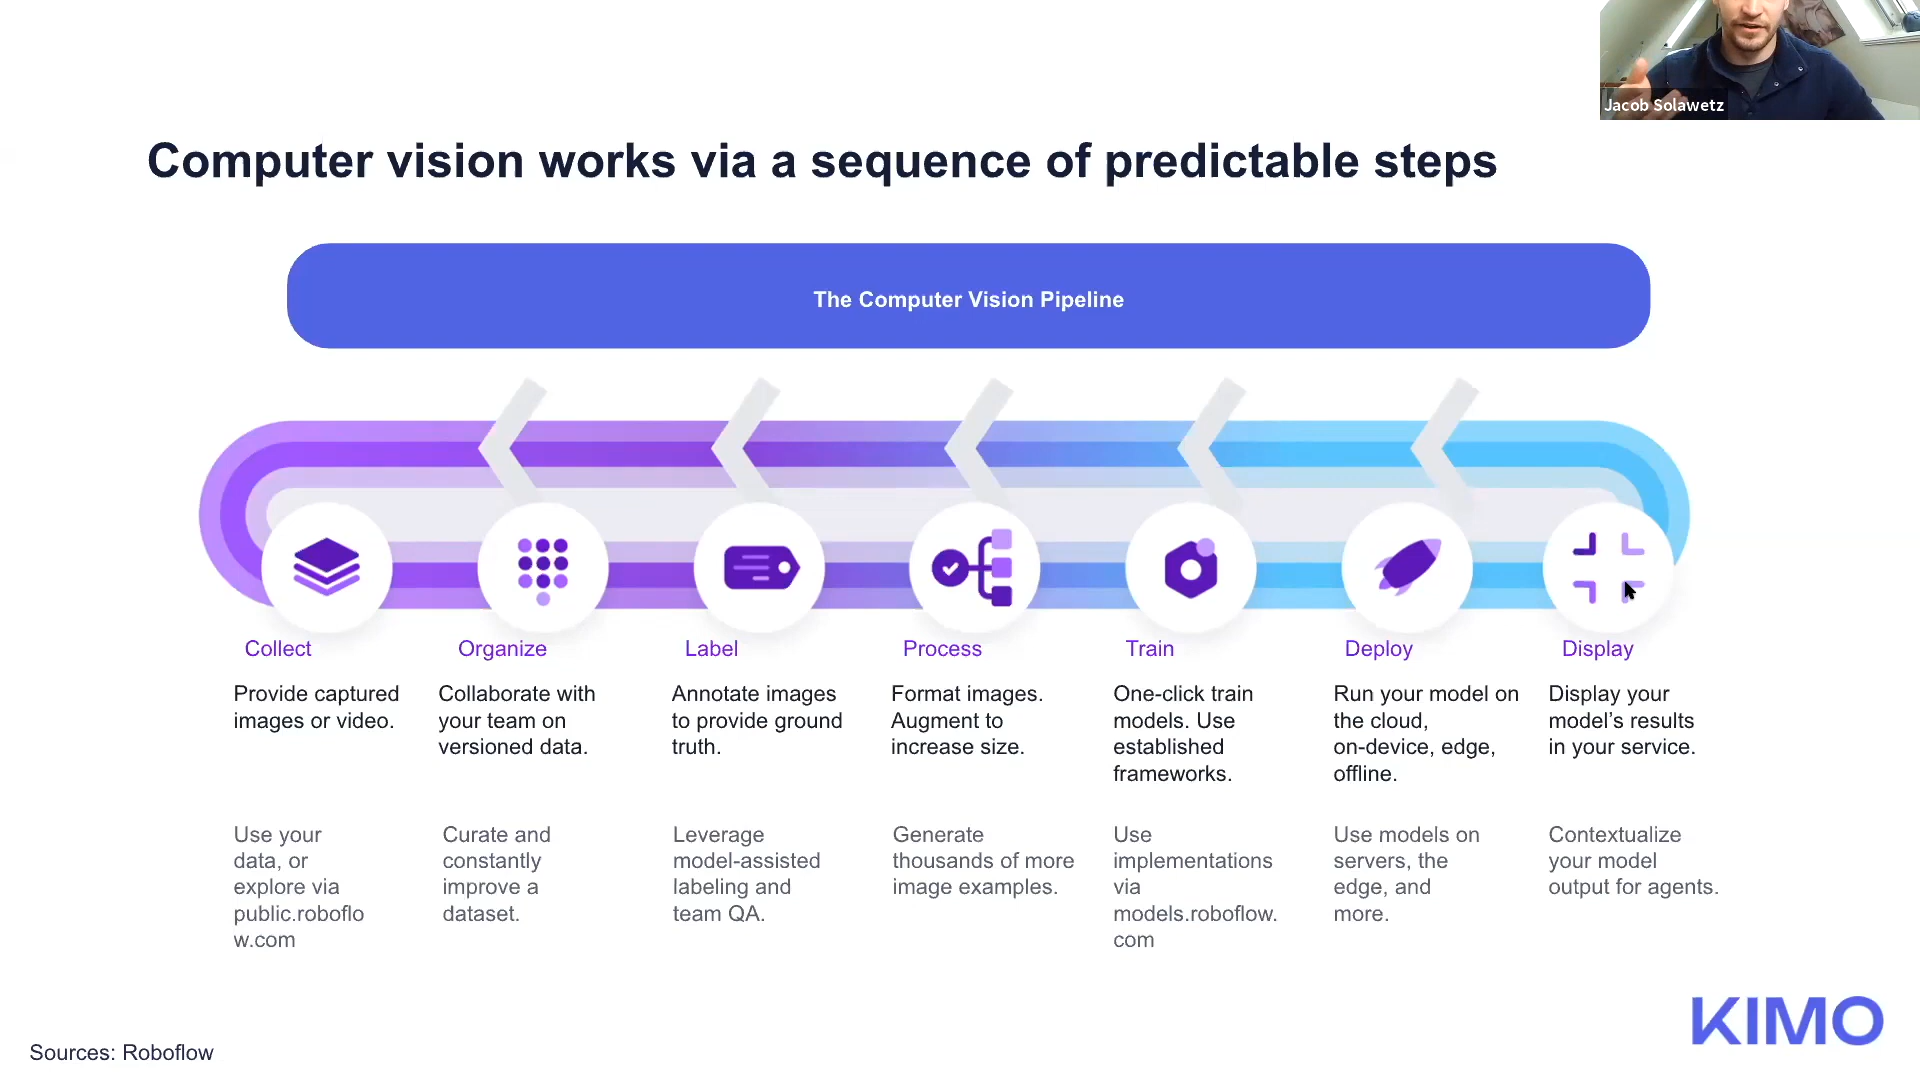 Jacob Solawetz
Computer vision works via a sequence of predictable steps
The Computer Vision Pipeline
Collect
Provide captured
images or video.
Use your
data, or
explore via
public.roboflo
w.com
Organize
Collaborate with
your team on
versioned data.
Curate and
constantly
improve a
dataset.
Label
Annotate images
to provide ground
truth.
Leverage
model-assisted
labeling and
team QA.
Process
Format images.
Augment to
increase size.
Generate
thousands of more
image examples.
Train
One-click train
models. Use
established
frameworks.
Use
implementations
via
models.roboflow.
com
Deploy
Run your model on
the cloud,
on-device, edge,
offline.
Use models on
servers, the
edge, and
more.
Display
Display your
model’s results
in your service.
Contextualize
your model
output for agents.
KIMO
Sources: Roboflow